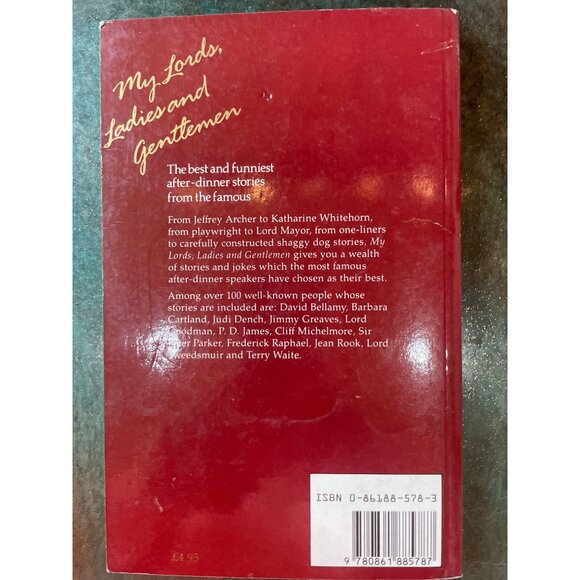 My Lords,
Ladies and
Gentlemen
The best and funniest
after-dinner stories
from the famous
From Jeffrey Archer to Katharine Whitehorn,
from playwright to Lord Mayor, from one-liners
to carefully constructed shaggy dog stories, My
Lords, Ladies and Gentlemen gives you a wealth
of stories and jokes which the most famous
after-dinner speakers have chosen as their best.
Among over 100 well-known people whose
stories are included are: David Bellamy, Barbara
Cartland, Judi Dench, Jimmy Greaves, Lord
Goodman, P. D. James, Cliff Michelmore, Sir
Peter Parker, Frederick Raphael, Jean Rook, Lord
Tweedsmuir and Terry Waite.
ISBN 0-86188-578-3
9 780861 885787
£4.95